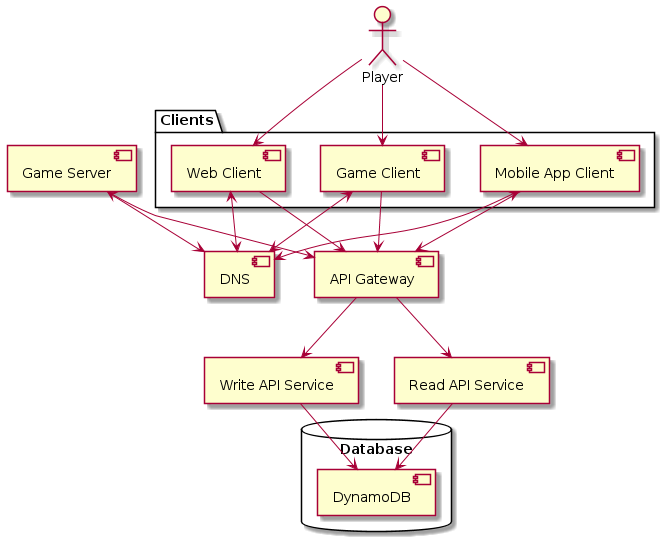 Player
Clients
Game Server
Web Client
Game Client
Mobile App Client
DNS
API Gateway
Write API Service
Read API Service
Database
DynamoDB